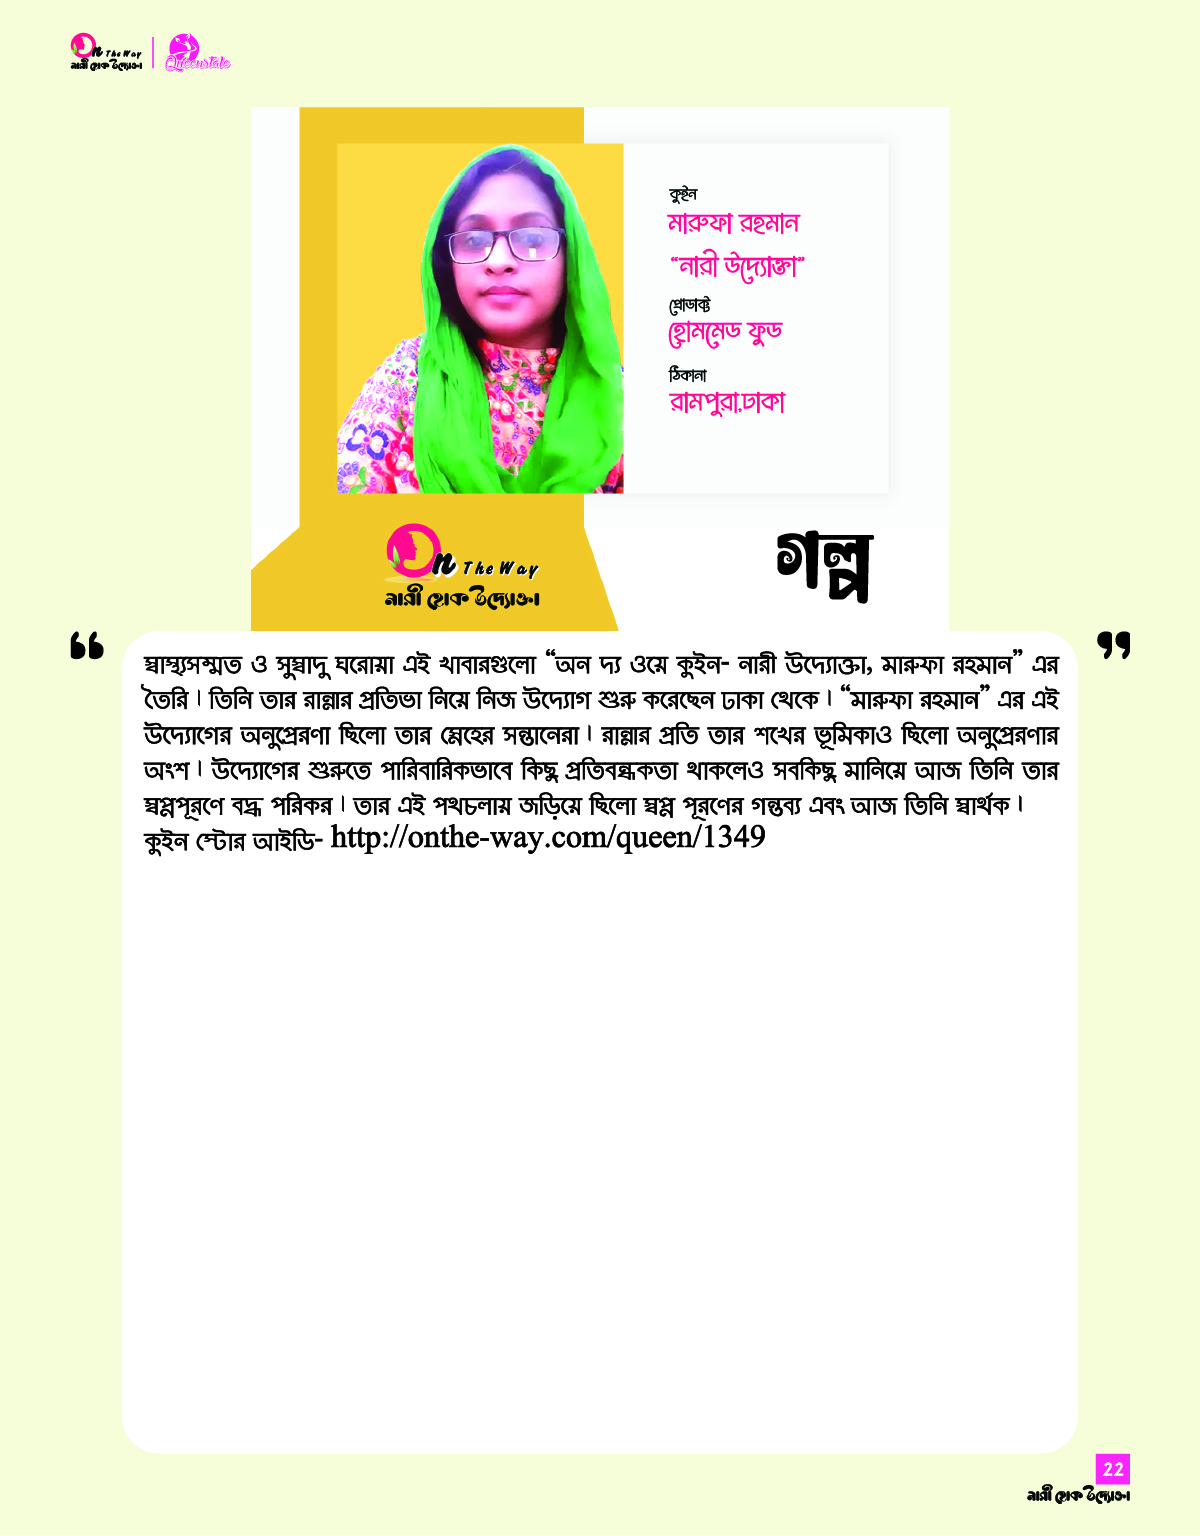 On The Way
নারী হোক উদ্যোক্তা
Queenstale
কুইন
মারুফা রহমান
“নারী উদ্যোক্তা”
প্রোডাক্ট
হোমমেড ফুড
ঠিকানা
রামপুরা,ঢাকা
On The Way
নারী হোক উদ্যোক্তা
গল্প
“
”
স্বাস্থ্যসম্মত ও সুস্বাদু ঘরোয়া এই খাবারগুলো “অন দ্য ওয়ে কুইন- নারী উদ্যোক্তা, মারুফা রহমান” এর
তৈরি। তিনি তার রান্নার প্রতিভা নিয়ে নিজ উদ্যোগ শুরু করেছেন ঢাকা থেকে। “মারুফা রহমান” এর এই
উদ্যোগের অনুপ্রেরণা ছিলো তার স্নেহের সন্তানেরা। রান্নার প্রতি তার শখের ভূমিকাও ছিলো অনুপ্রেরণার
অংশ। উদ্যোগের শুরুতে পারিবারিকভাবে কিছু প্রতিবন্ধকতা থাকলেও সবকিছু মানিয়ে আজ তিনি তার
স্বপ্নপূরণে বদ্ধ পরিকর। তার এই পথচলায় জড়িয়ে ছিলো স্বপ্ন পূরণের গন্তব্য এবং আজ তিনি স্বার্থক।
কুইন স্টোর আইডি- http://onthe-way.com/queen/1349
22
নারী হোক উদ্যোক্তা